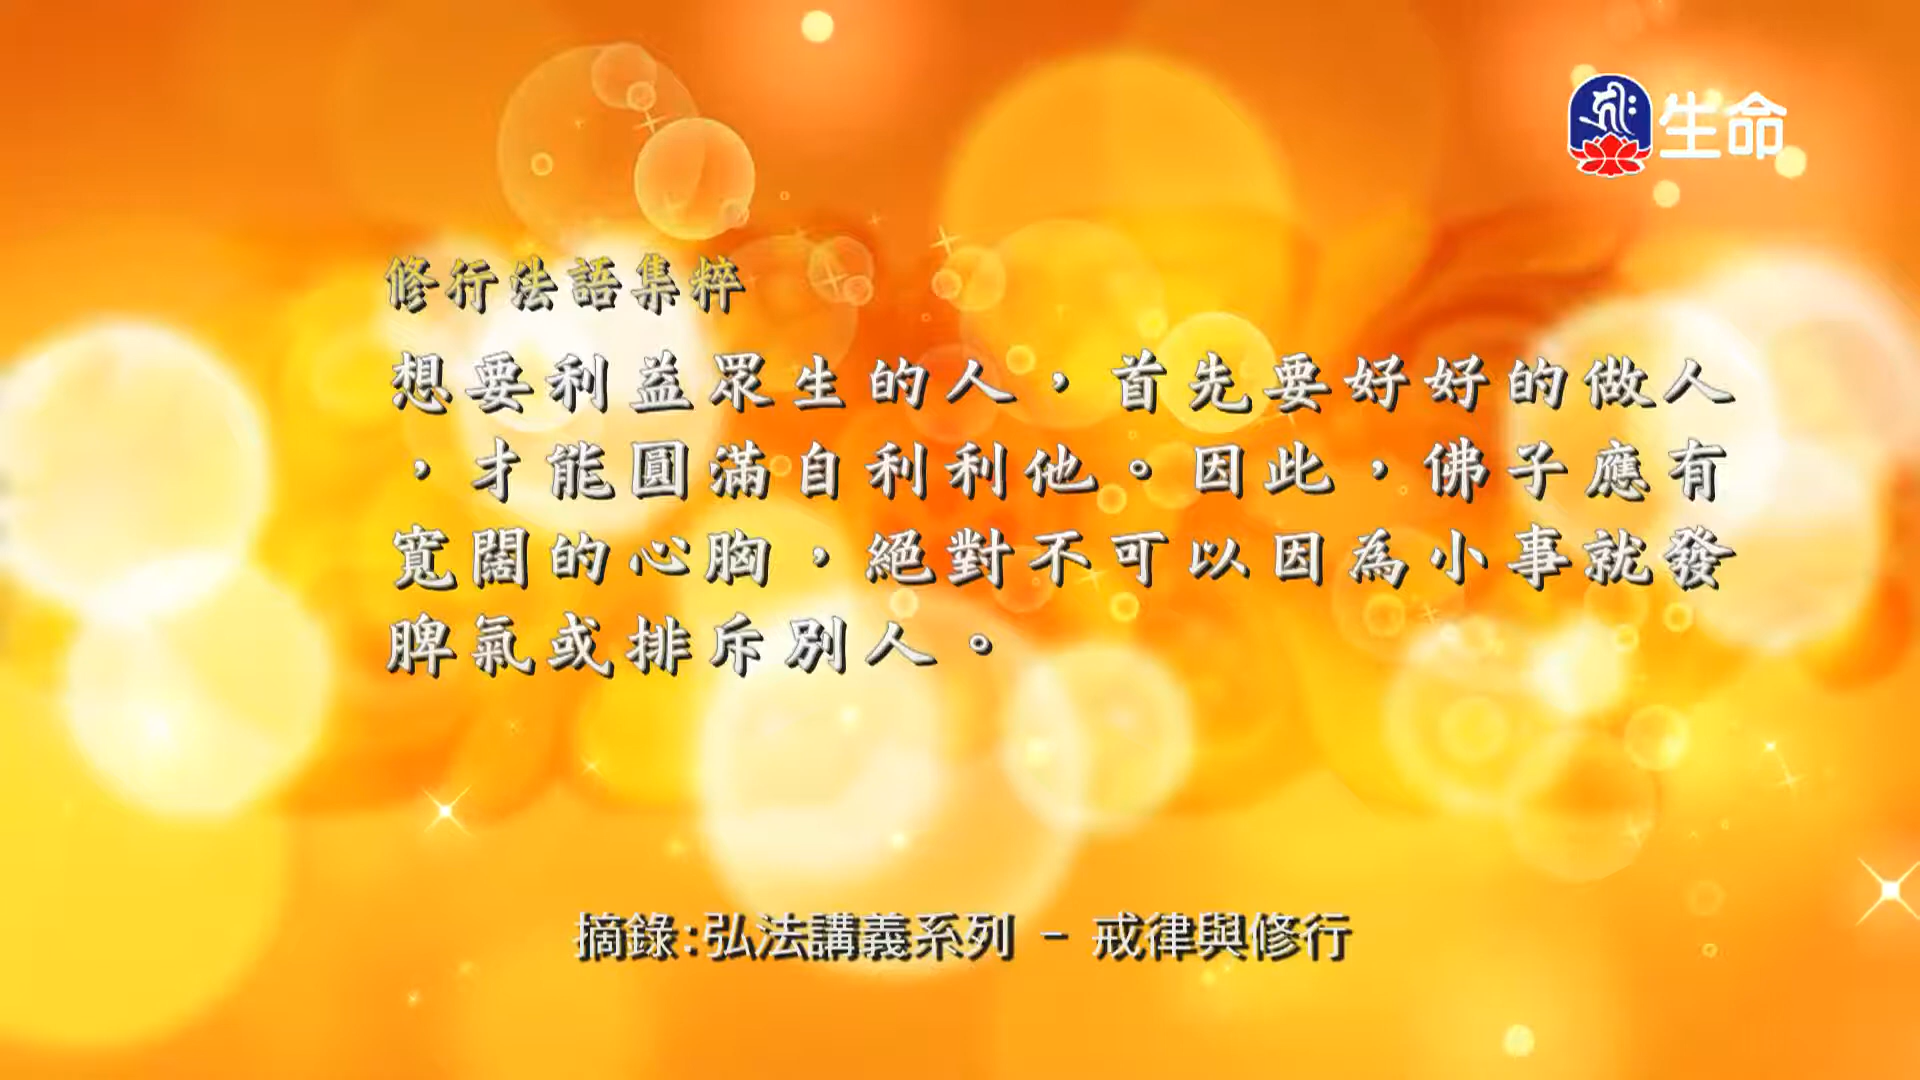 生命
修行法語集粹
想要利益眾生的人，首先要好好的做人
，才能圓滿自利利他。因此，佛子應有
寬闊的心胸，絕對不可以因為小事就發
脾氣或排斥別人。
摘錄:弘法講義系列 - 戒律與修行